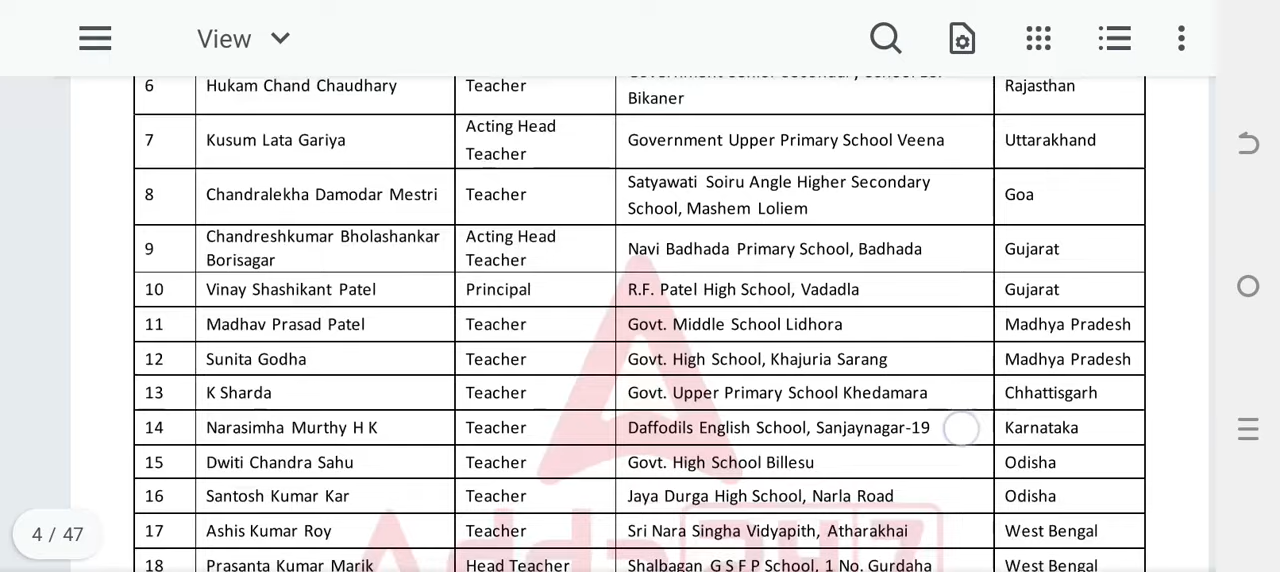 View
6 Hukam Chand Chaudhary Teacher Bikaner Rajasthan
7 Kusum Lata Gariya Acting Head Teacher Government Upper Primary School Veena Uttarakhand
8 Chandralekha Damodar Mestri Teacher Satyawati Soiru Angle Higher Secondary School, Mashem Loliem Goa
9 Chandreshkumar Bholashankar Borisagar Acting Head Teacher Navi Badhada Primary School, Badhada Gujarat
10 Vinay Shashikant Patel Principal R.F. Patel High School, Vadadla Gujarat
11 Madhav Prasad Patel Teacher Govt. Middle School Lidhora Madhya Pradesh
12 Sunita Godha Teacher Govt. High School, Khajuria Sarang Madhya Pradesh
13 K Sharda Teacher Govt. Upper Primary School Khedamara Chhattisgarh
14 Narasimha Murthy H K Teacher Daffodils English School, Sanjaynagar-19 Karnataka
15 Dwiti Chandra Sahu Teacher Govt. High School Billesu Odisha
16 Santosh Kumar Kar Teacher Jaya Durga High School, Narla Road Odisha
17 Ashis Kumar Roy Teacher Sri Nara Singha Vidyapith, Atharakhai West Bengal
18 Prasanta Kumar Marik Head Teacher Shalbagan G S F P School, 1 No. Gurdaha West Bengal
4 / 47